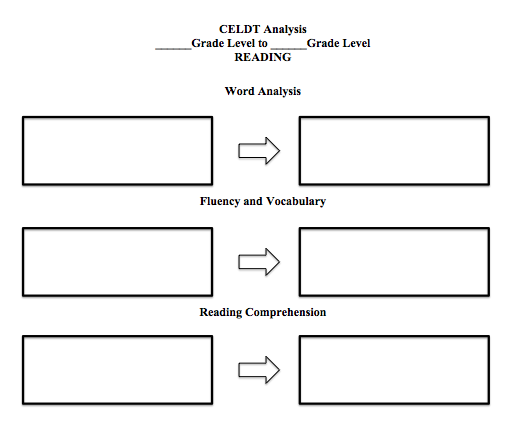 CELDT Analysis
______Grade Level to ______Grade Level
READING
Word Analysis
Fluency and Vocabulary
Reading Comprehension